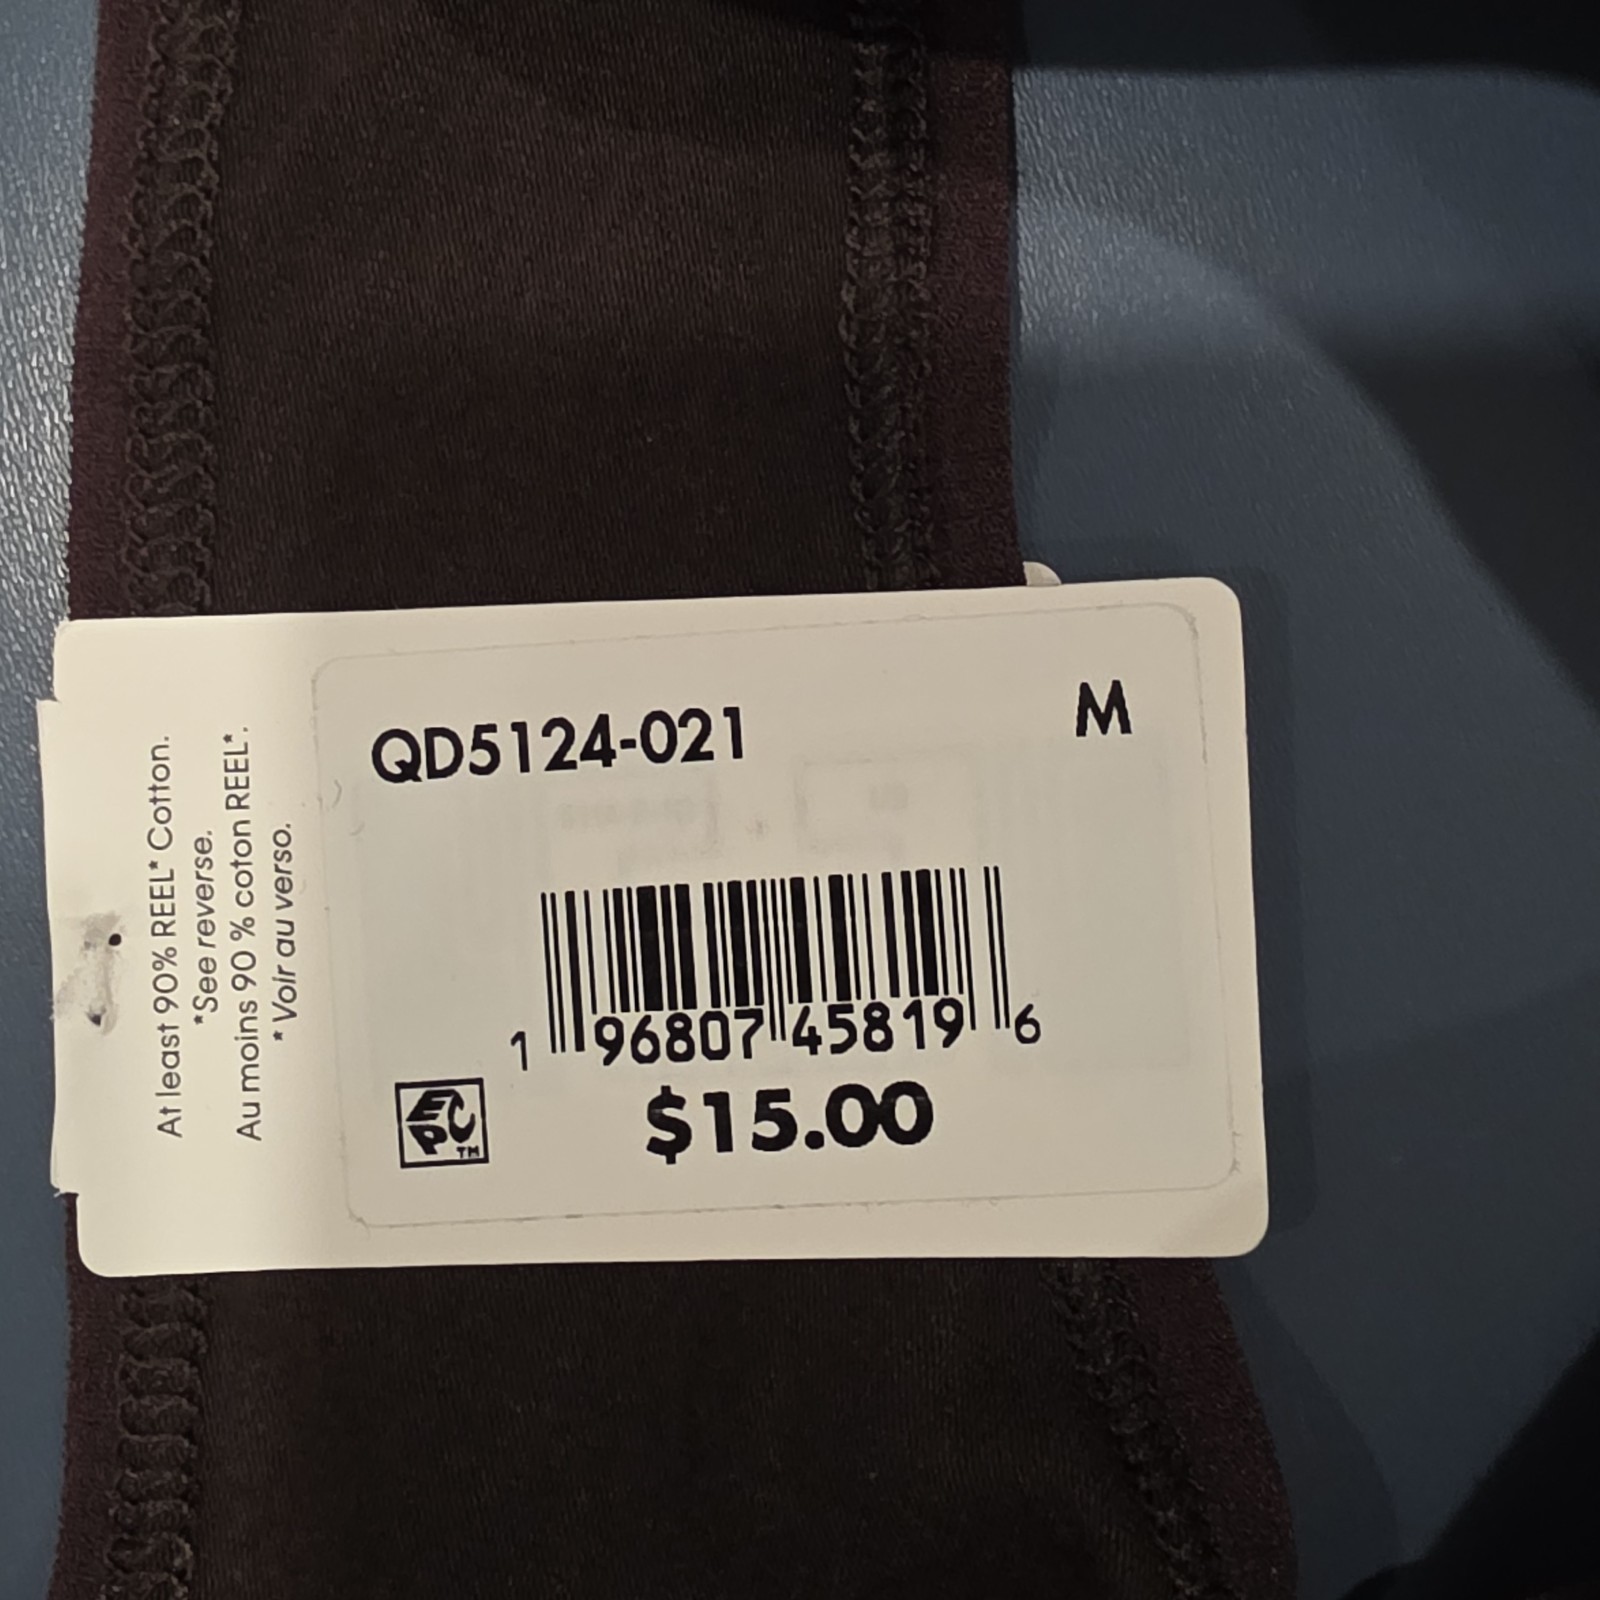 At least 90% REEL* Cotton.
*See reverse.
Au moins 90 % coton REEL*.
*Voir au verso.
QD5124-021
M
1 96807 45819 6
EPC™
$15.00